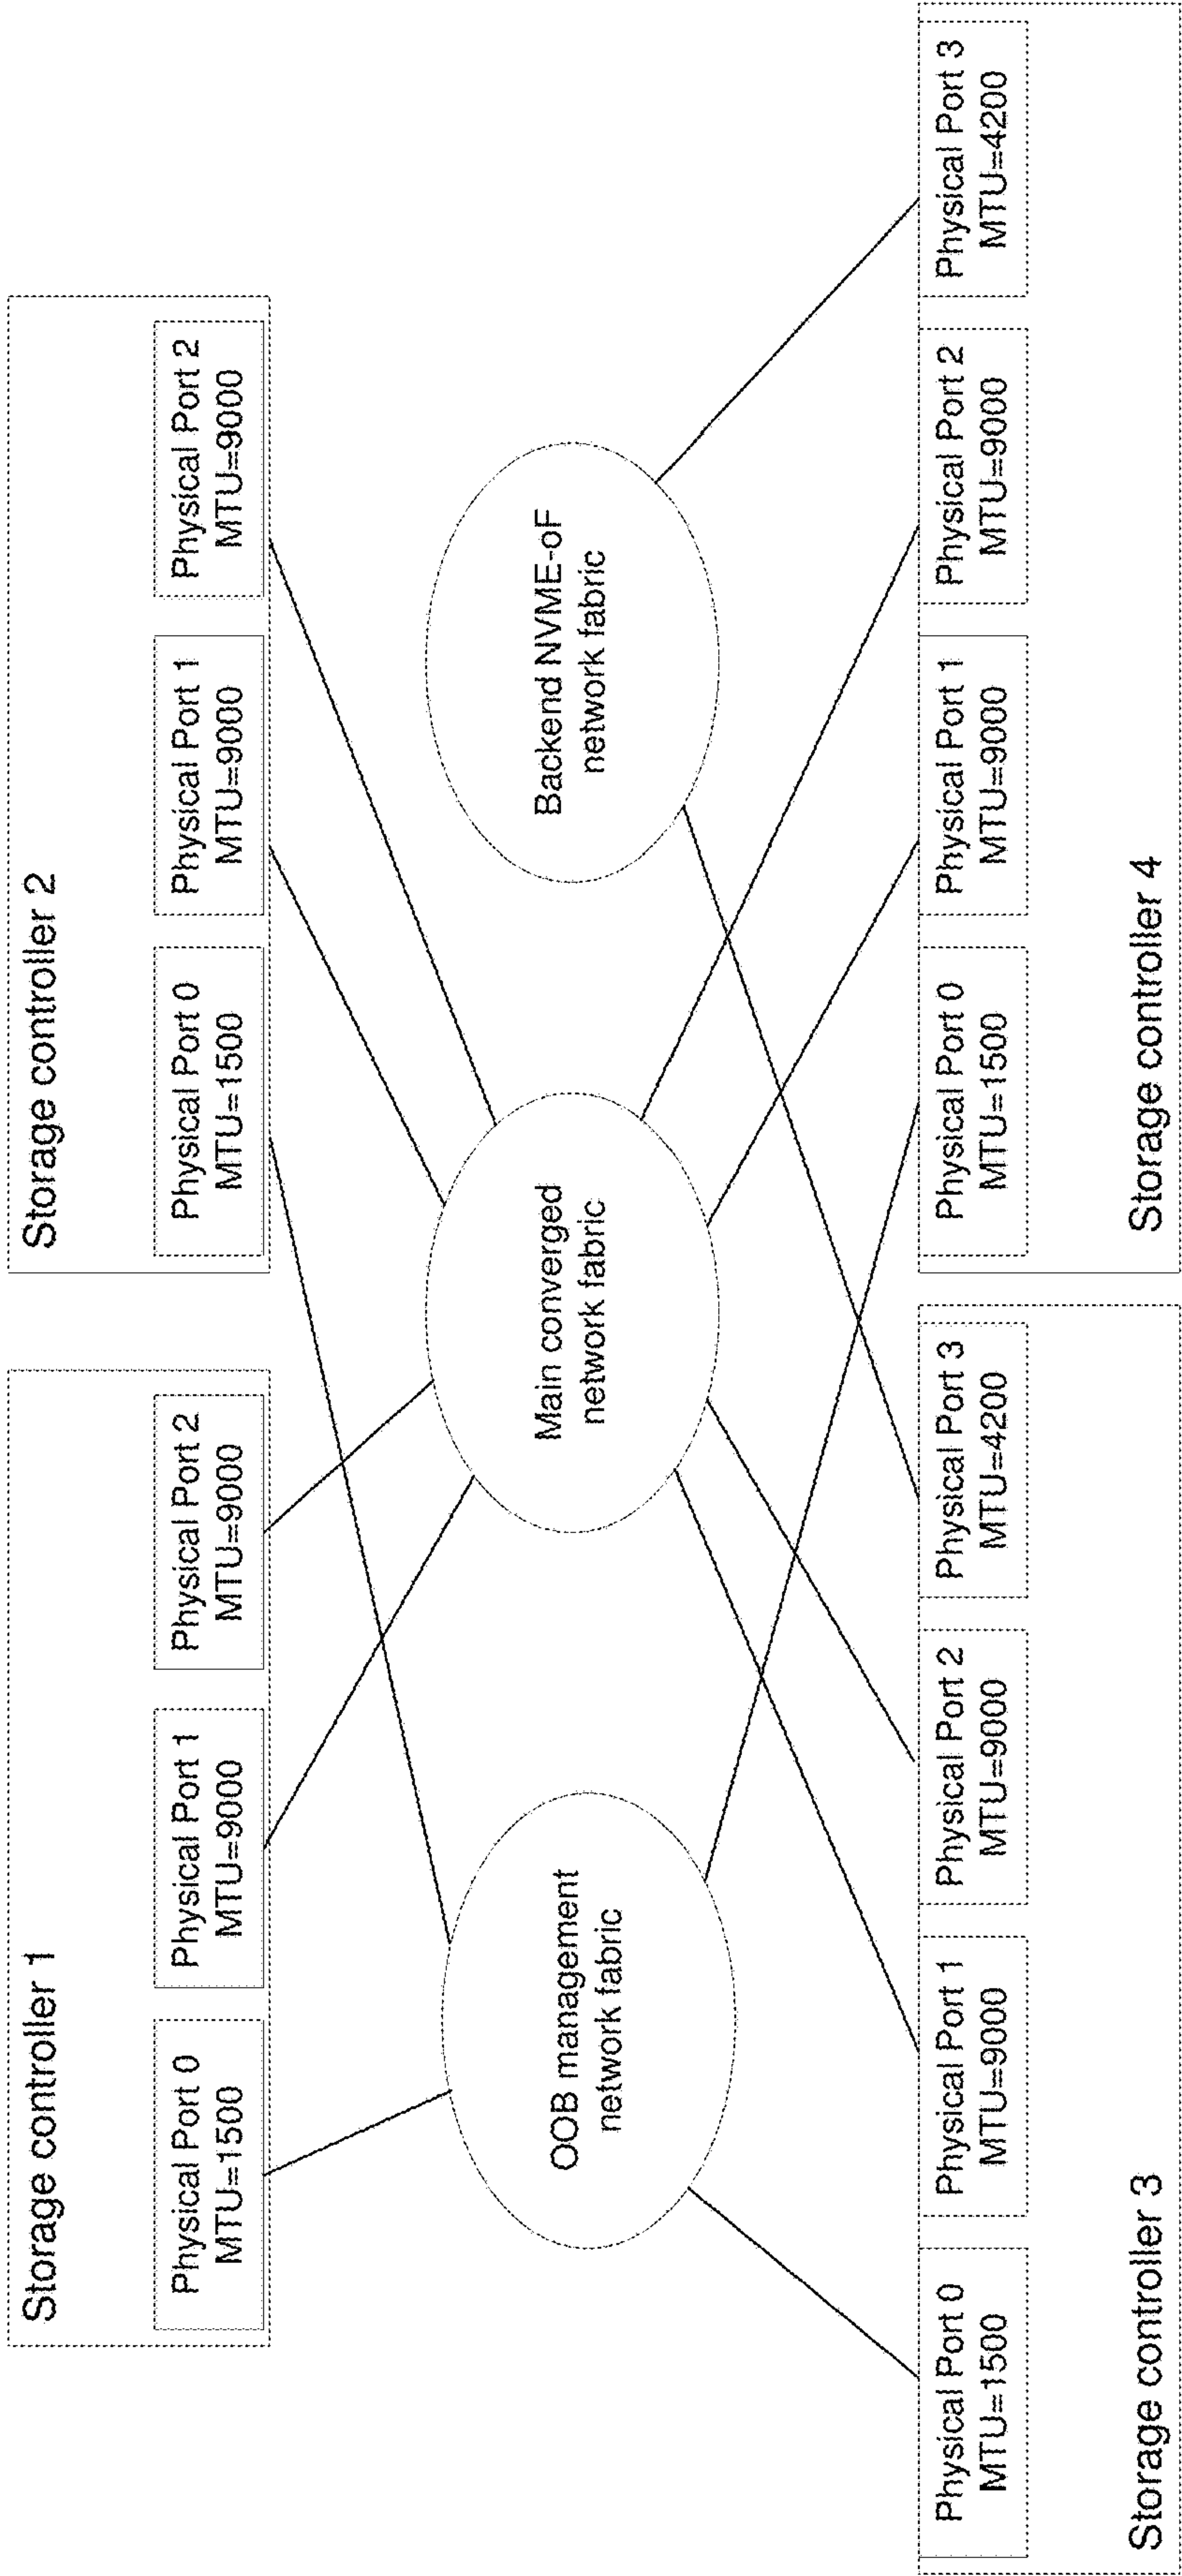 Storage controller 1
Physical Port 0
MTU=1500
Physical Port 1
MTU=9000
Physical Port 2
MTU=9000
Storage controller 2
Physical Port 0
MTU=1500
Physical Port 1
MTU=9000
Physical Port 2
MTU=9000
OOB management
network fabric
Main converged
network fabric
Backend NVME-oF
network fabric
Physical Port 0
MTU=1500
Physical Port 1
MTU=9000
Physical Port 2
MTU=9000
Physical Port 3
MTU=4200
Storage controller 3
Physical Port 0
MTU=1500
Physical Port 1
MTU=9000
Physical Port 2
MTU=9000
Physical Port 3
MTU=4200
Storage controller 4